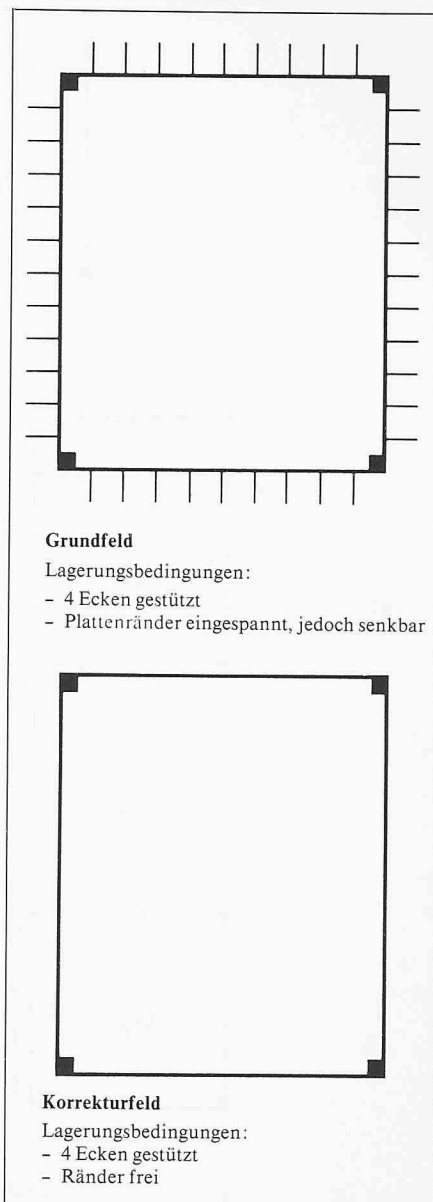 Grundfeld
Lagerungsbedingungen:
- 4 Ecken gestützt
- Plattenränder eingespannt, jedoch senkbar
Korrekturfeld
Lagerungsbedingungen:
- 4 Ecken gestützt
- Ränder frei